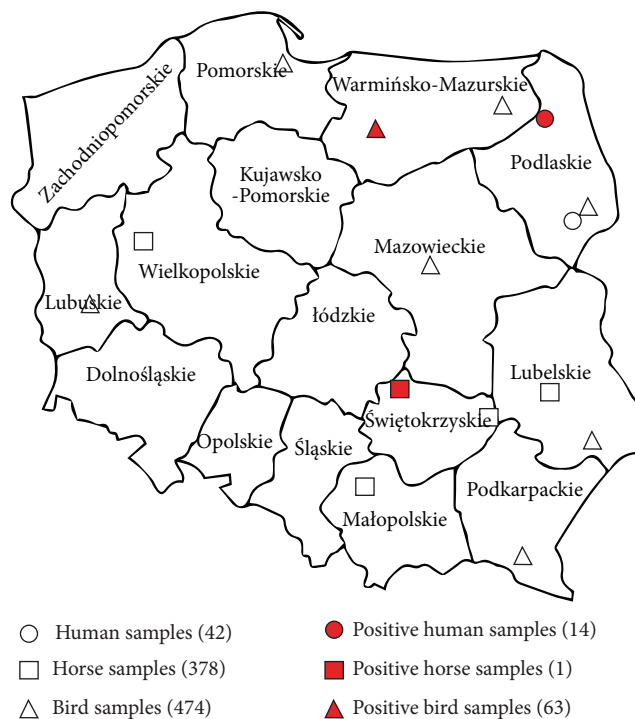 Pomorskie
Warmińsko-Mazurskie
Zachodniopomorskie
Podlaskie
Kujawsko
-Pomorskie
Mazowieckie
Wielkopolskie
Lubuskie
łódzkie
Dolnośląskie
Lubelskie
Świętokrzyskie
Opolskie
Śląskie
Podkarpackie
Małopolskie
Human samples (42)
Positive human samples (14)
Horse samples (378)
Positive horse samples (1)
Bird samples (474)
Positive bird samples (63)